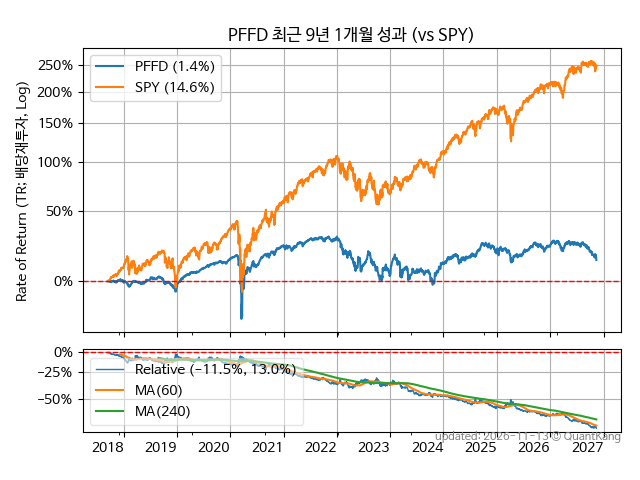 PFFD 최근 9년 1개월 성과 (vs SPY)
Rate of Return (TR: 배당재투자, Log)
250%
200%
150%
100%
50%
0%
PFFD (1.4%)
SPY (14.6%)
0%
−25%
−50%
Relative (−11.5%, 13.0%)
MA(60)
MA(240)
updated: 2026-11-13 © QuantKang
2018 2019 2020 2021 2022 2023 2024 2025 2026 2027